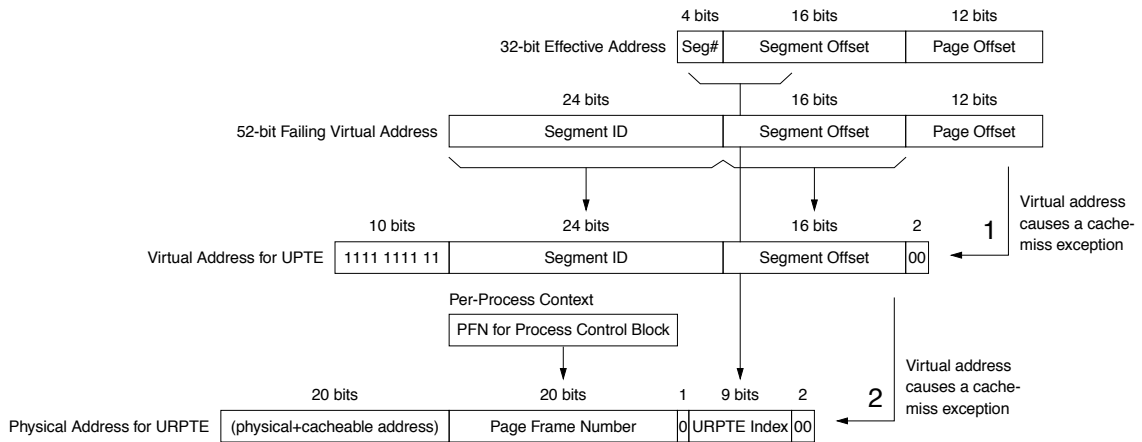 4 bits 16 bits 12 bits
32-bit Effective Address Seg# Segment Offset Page Offset
24 bits 16 bits 12 bits
52-bit Failing Virtual Address Segment ID Segment Offset Page Offset
1 Virtual address
causes a cache-
miss exception
10 bits 24 bits 16 bits 2
Virtual Address for UPTE 1111 1111 11 Segment ID Segment Offset 00
Per-Process Context
PFN for Process Control Block
2 Virtual address
causes a cache-
miss exception
20 bits 20 bits 1 9 bits 2
Physical Address for URPTE (physical+cacheable address) Page Frame Number 0 URPTE Index 00